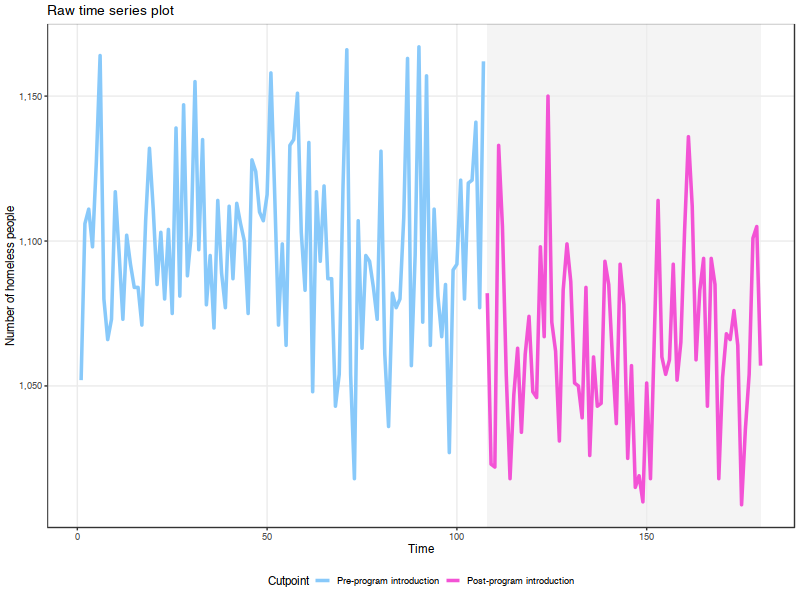 Raw time series plot
Number of homeless people
1,150
1,100
1,050
0
50
100
150
Time
Cutpoint Pre-program introduction Post-program introduction